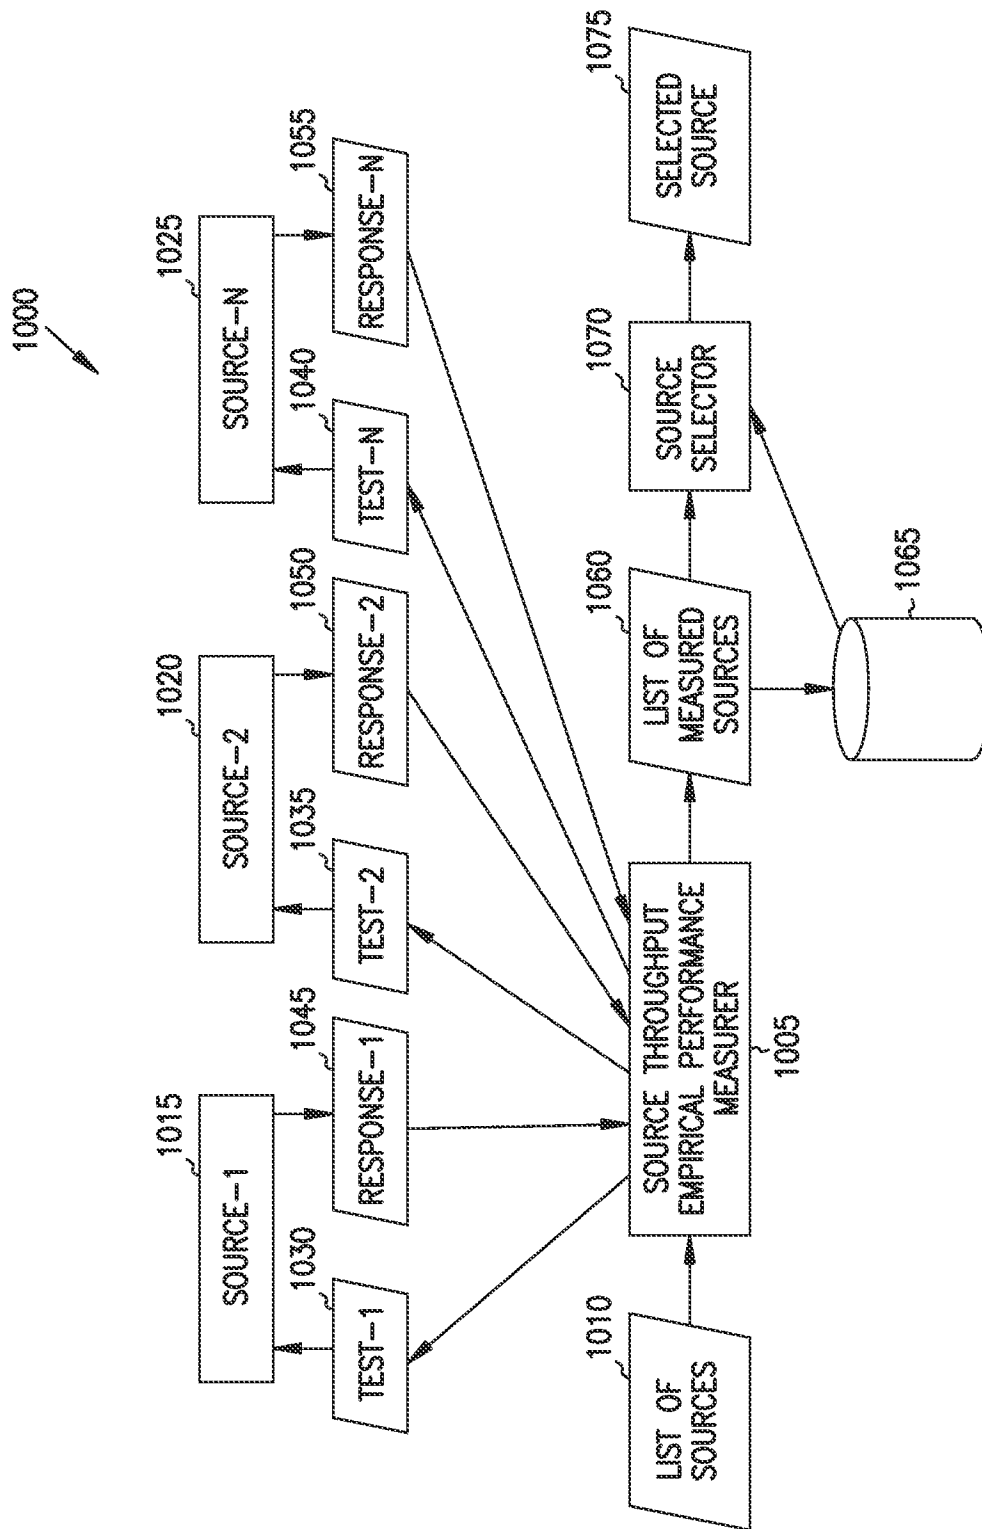 1000
1015
SOURCE-1
1020
SOURCE-2
1025
SOURCE-N
1030
TEST-1
1045
RESPONSE-1
1035
TEST-2
1050
RESPONSE-2
1040
TEST-N
1055
RESPONSE-N
1010
LIST OF
SOURCES
SOURCE THROUGHPUT
EMPIRICAL PERFORMANCE
MEASURER
1005
1060
LIST OF
MEASURED
SOURCES
1065
1070
SOURCE
SELECTOR
1075
SELECTED
SOURCE